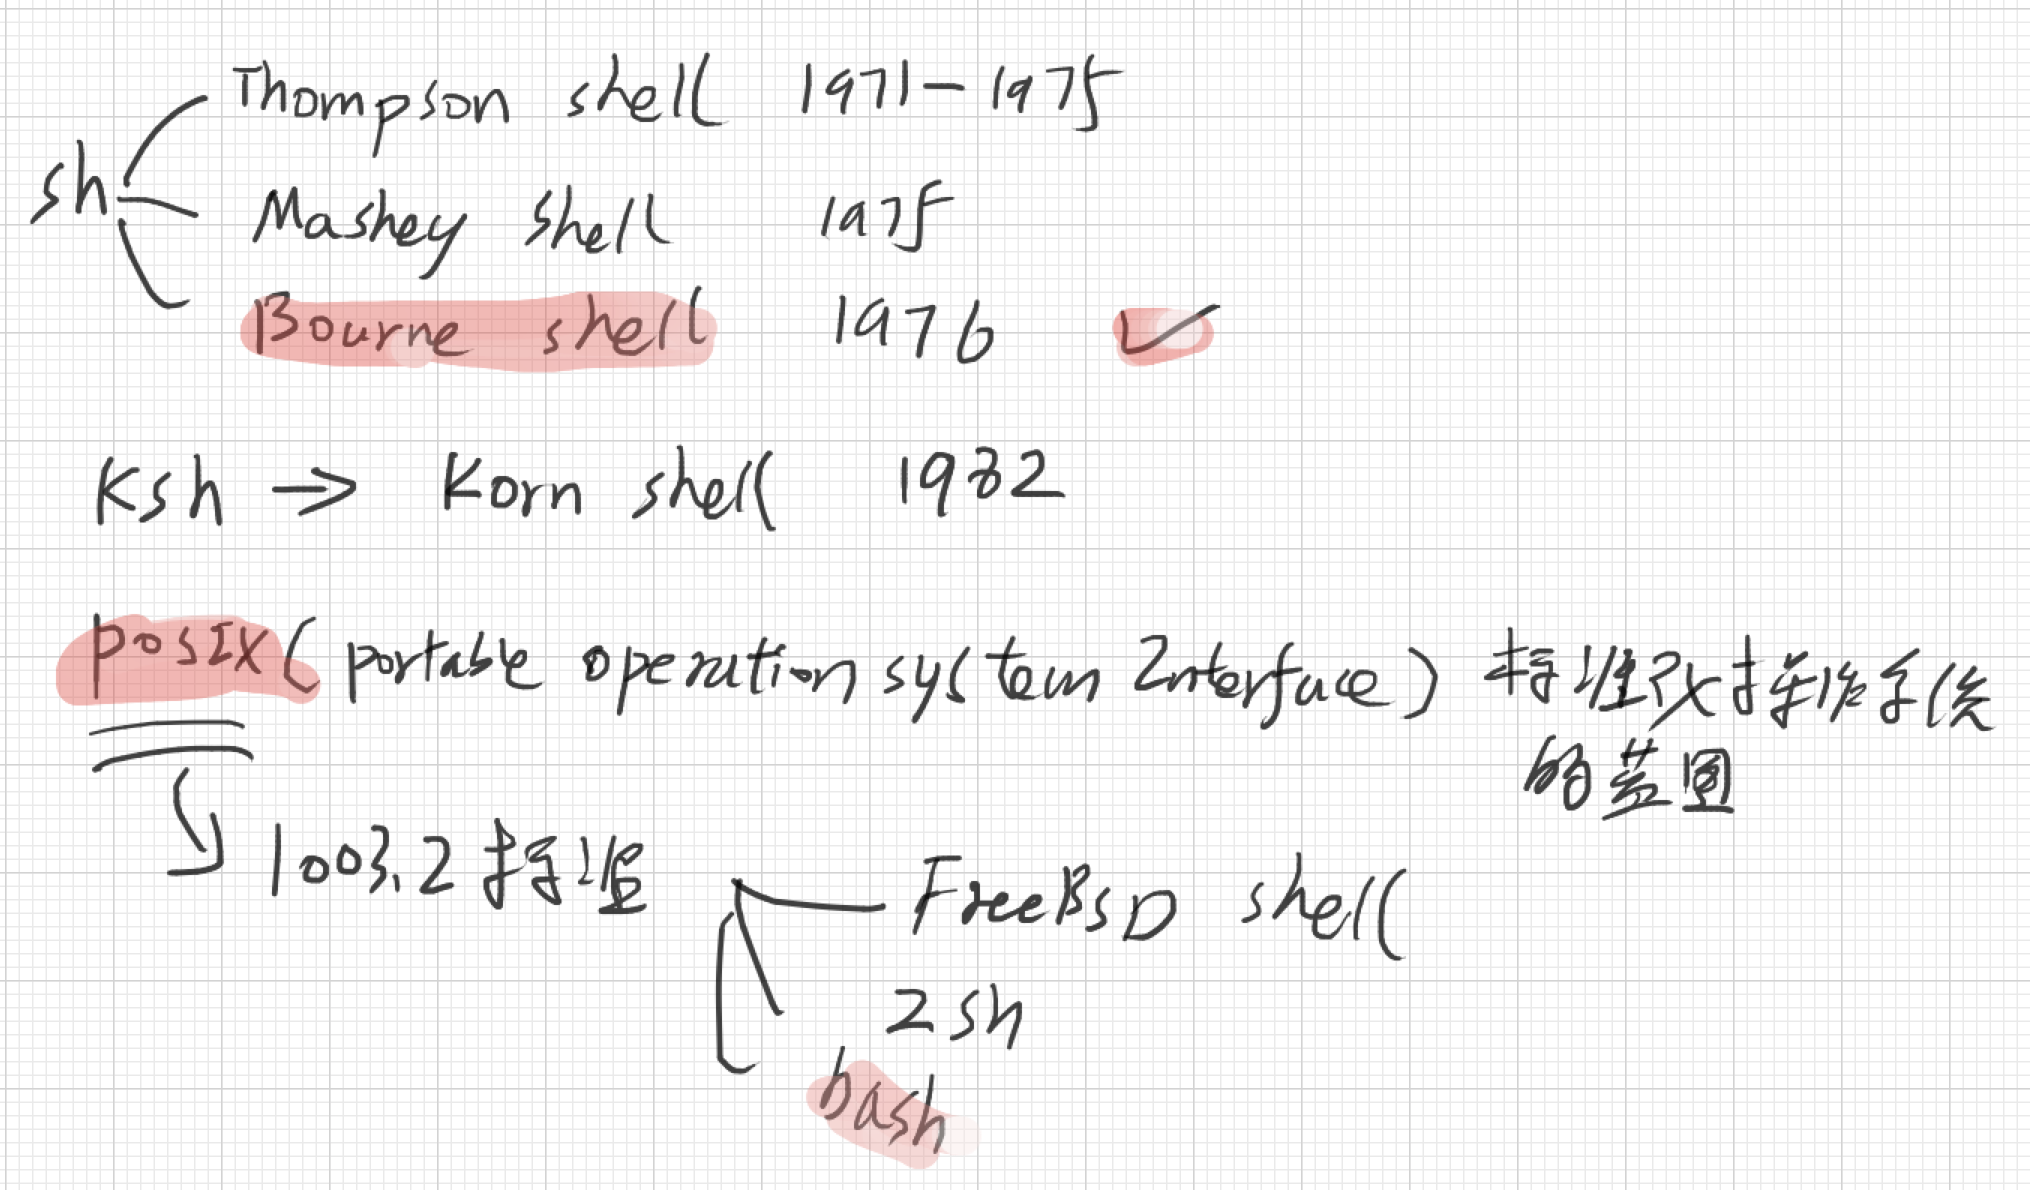 sh
Thompson shell 1971-1975
Mashey shell 1975
Bourne shell 1976
Ksh → Korn shell 1982
POSIX (portable operation system Interface) 标准化操作系统
的蓝图
1003.2 标准
FreeBSD shell
zsh
bash